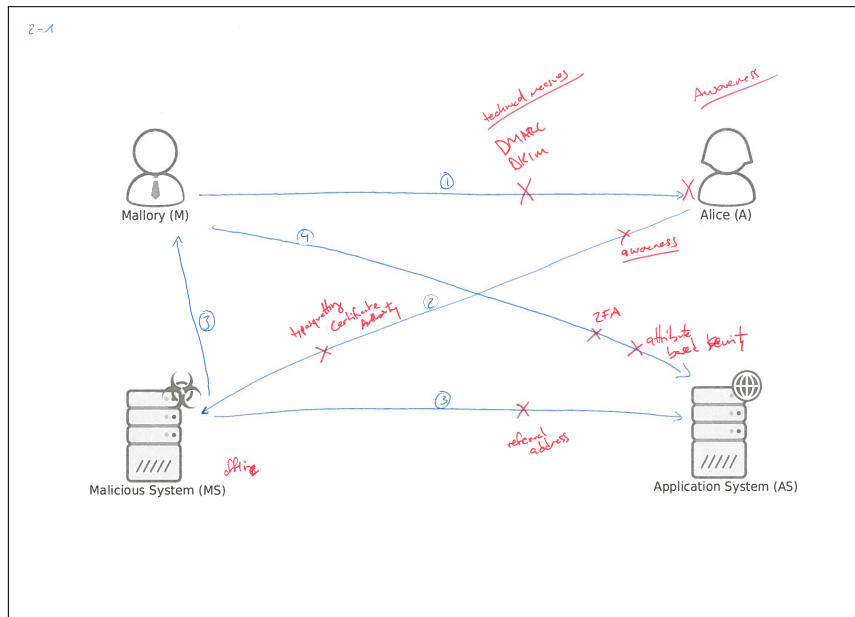 2-1
technical measures
DMARC
DKIM
Awareness
1
Mallory (M)
Alice (A)
4
awareness
3
typosquatting
Certificate
Authority
2
2FA
attribute
based security
3
referral
address
offline
Malicious System (MS)
Application System (AS)